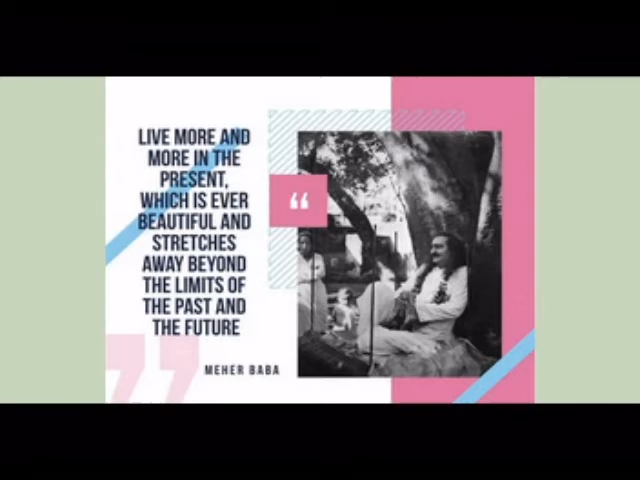 LIVE MORE AND
MORE IN THE
PRESENT,
WHICH IS EVER
BEAUTIFUL AND
STRETCHES
AWAY BEYOND
THE LIMITS OF
THE PAST AND
THE FUTURE
MEHER BABA